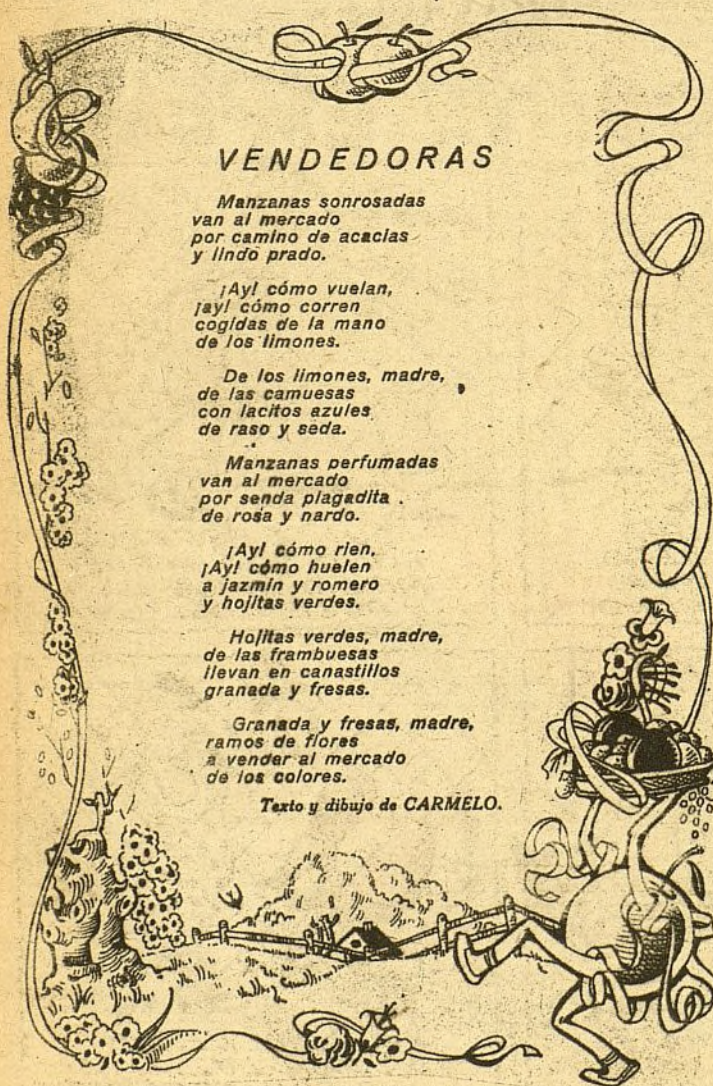 VENDEDORAS
Manzanas sonrosadas
van al mercado
por camino de acacias
y lindo prado.
¡Ay! cómo vuelan,
¡ay! cómo corren
cogidas de la mano
de los limones.
De los limones, madre,
de las camuesas
con lacitos azules
de raso y seda.
Manzanas perfumadas
van al mercado
por senda plagadita
de rosa y nardo.
¡Ay! cómo rien,
¡Ay! cómo huelen
a jazmín y romero
y hojitas verdes.
Hojitas verdes, madre,
de las frambuesas
llevan en canastillos
granada y fresas.
Granada y fresas, madre,
ramos de flores
a vender al mercado
de los colores.
Texto y dibujo de CARMELO.